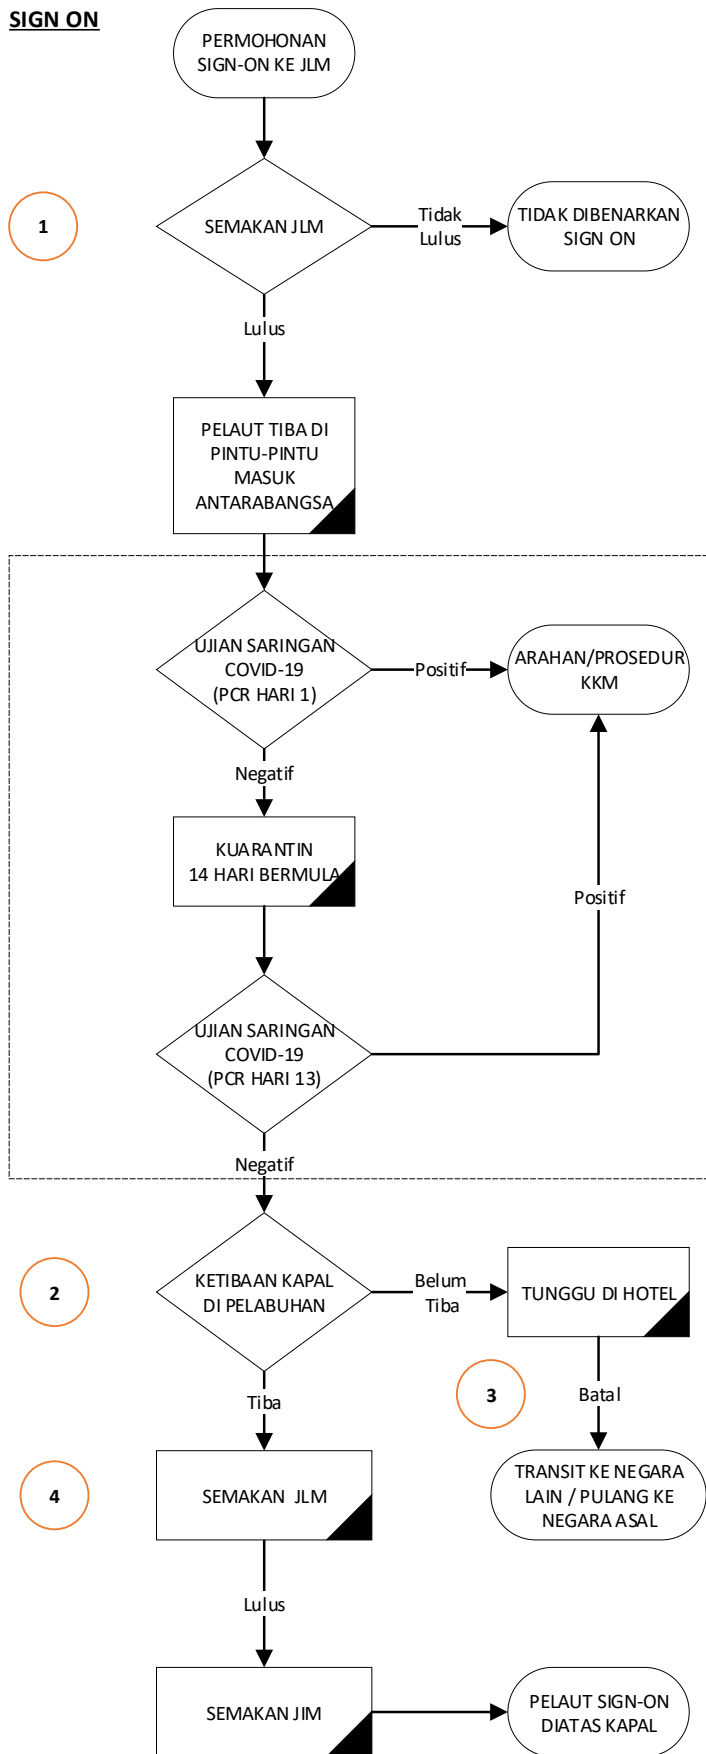 SIGN ON
PERMOHONAN
SIGN-ON KE JLM
1
SEMAKAN JLM
Tidak
Lulus
TIDAK DIBENARKAN
SIGN ON
Lulus
PELAUT TIBA DI
PINTU-PINTU
MASUK
ANTARABANGSA
UJIAN SARINGAN
COVID-19
(PCR HARI 1)
Positif
ARAHAN/PROSEDUR
KKM
Negatif
KUARANTIN
14 HARI BERMULA
Positif
UJIAN SARINGAN
COVID-19
(PCR HARI 13)
Negatif
2
KETIBAAN KAPAL
DI PELABUHAN
Belum
Tiba
TUNGGU DI HOTEL
Tiba
3
Batal
4
SEMAKAN JLM
TRANSIT KE NEGARA
LAIN / PULANG KE
NEGARA ASAL
Lulus
SEMAKAN JIM
PELAUT SIGN-ON
DIATAS KAPAL